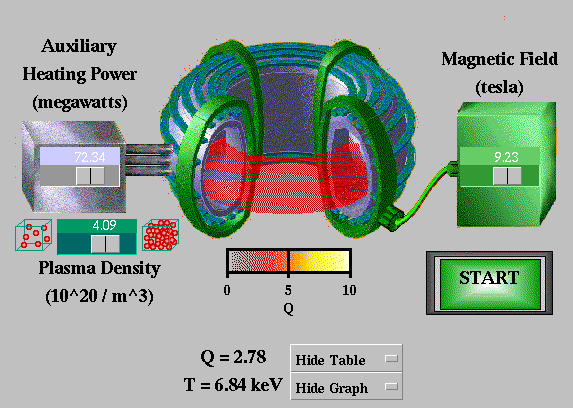 Auxiliary
Heating Power
(megawatts)
72.34
4.09
Plasma Density
(10^20 / m^3)
Magnetic Field
(tesla)
9.23
START
0 5 10
Q
Q = 2.78
Hide Table
T = 6.84 keV
Hide Graph